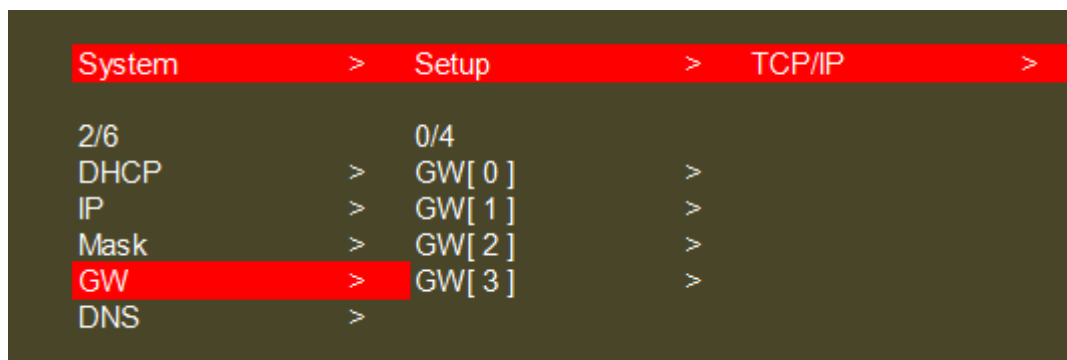 System > Setup > TCP/IP >
2/6 0/4
DHCP > GW[ 0 ] >
IP > GW[ 1 ] >
Mask > GW[ 2 ] >
GW > GW[ 3 ] >
DNS >